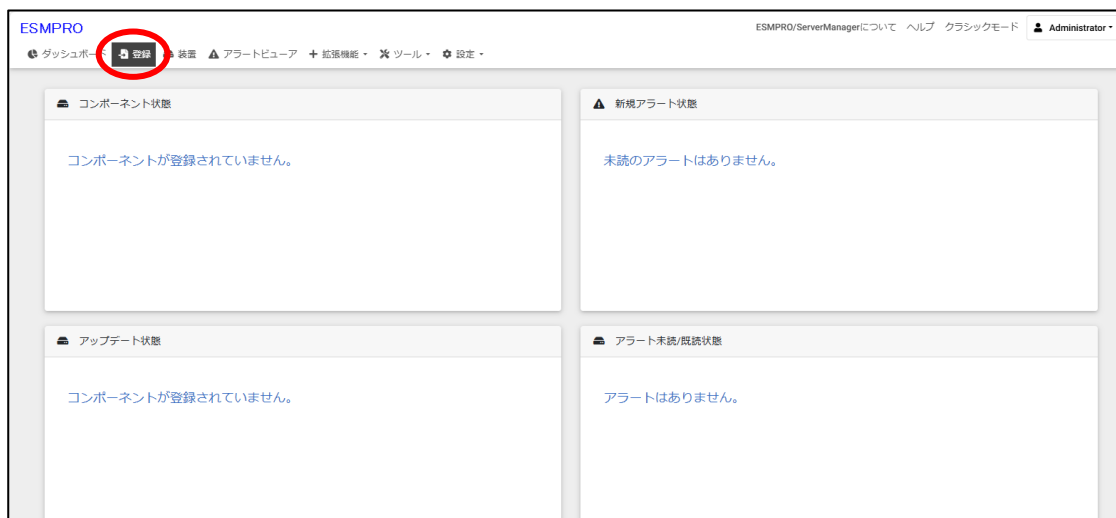 ESMPRO
ESMPRO/ServerManagerについて ヘルプ クラシックモード Administrator
ダッシュボード 登録 装置 アラートビューア 拡張機能 ツール 設定
コンポーネント状態
コンポーネントが登録されていません。
新規アラート状態
未読のアラートはありません。
アップデート状態
コンポーネントが登録されていません。
アラート未読/既読状態
アラートはありません。